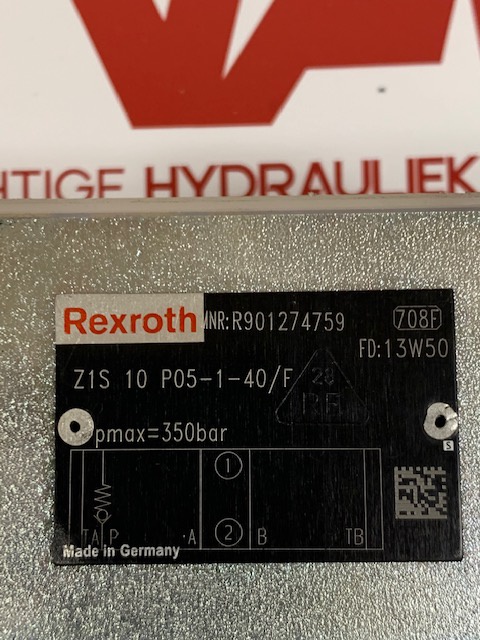 HTIGE HYDRAULIEK
Rexroth MNR:R901274759 708F
FD:13W50
Z1S 10 P05-1-40/F
pmax=350bar
S
1
TA P A 2 B TB
Made in Germany